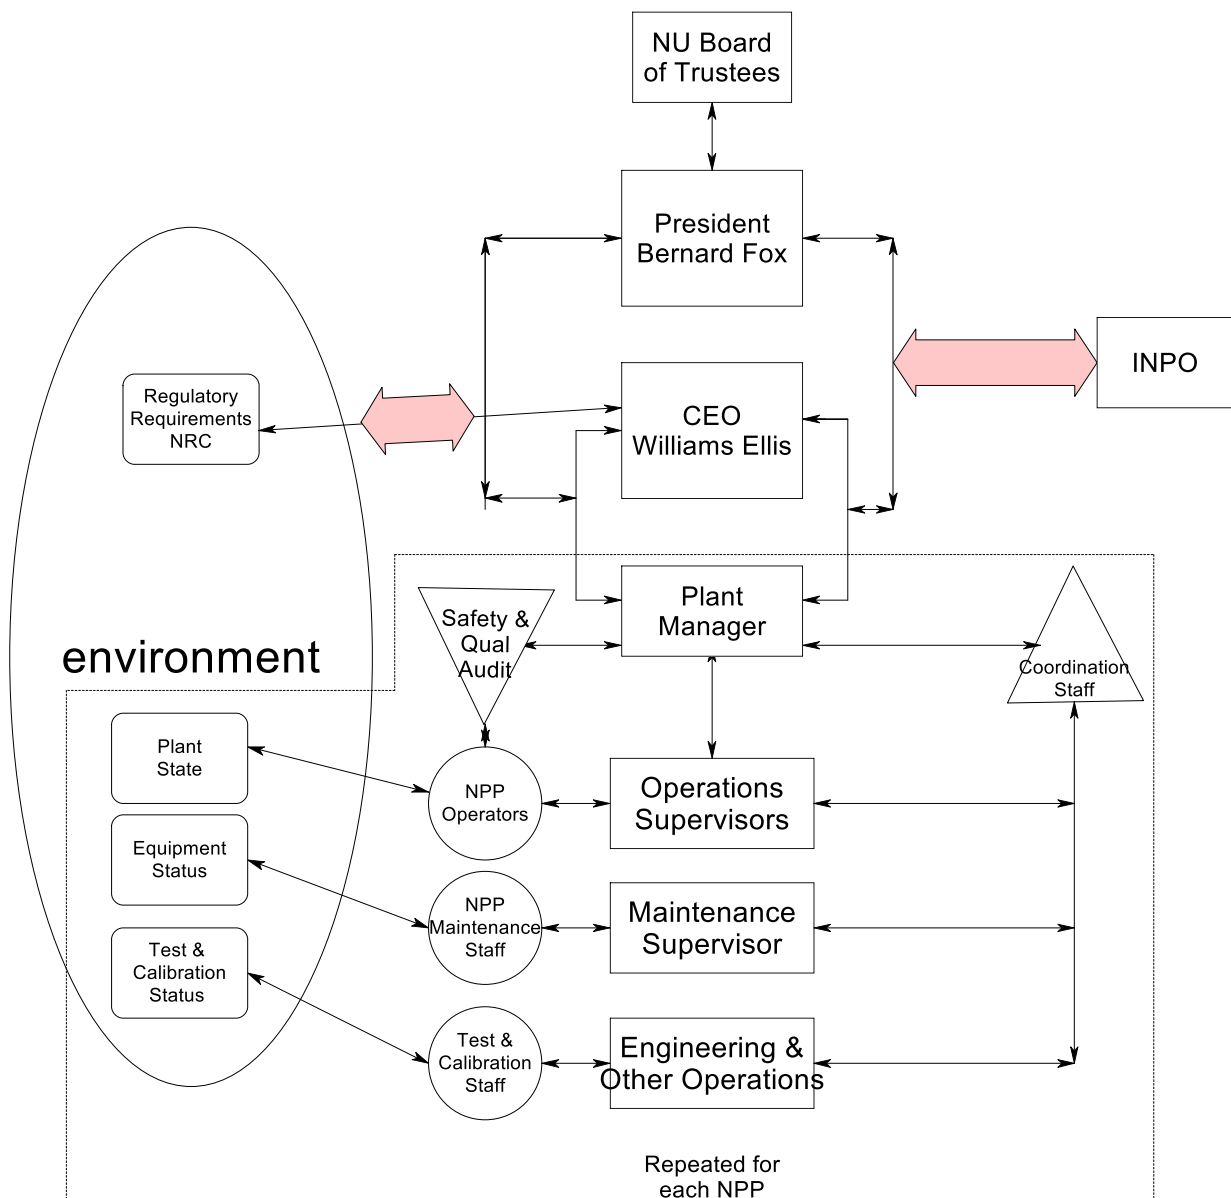 NU Board
of Trustees
President
Bernard Fox
INPO
Regulatory
Requirements
NRC
CEO
Williams Ellis
Plant
Manager
Safety &
Qual
Audit
Coordination
Staff
environment
Plant
State
NPP
Operators
Operations
Supervisors
Equipment
Status
NPP
Maintenance
Staff
Maintenance
Supervisor
Test &
Calibration
Status
Test &
Calibration
Staff
Engineering &
Other Operations
Repeated for
each NPP